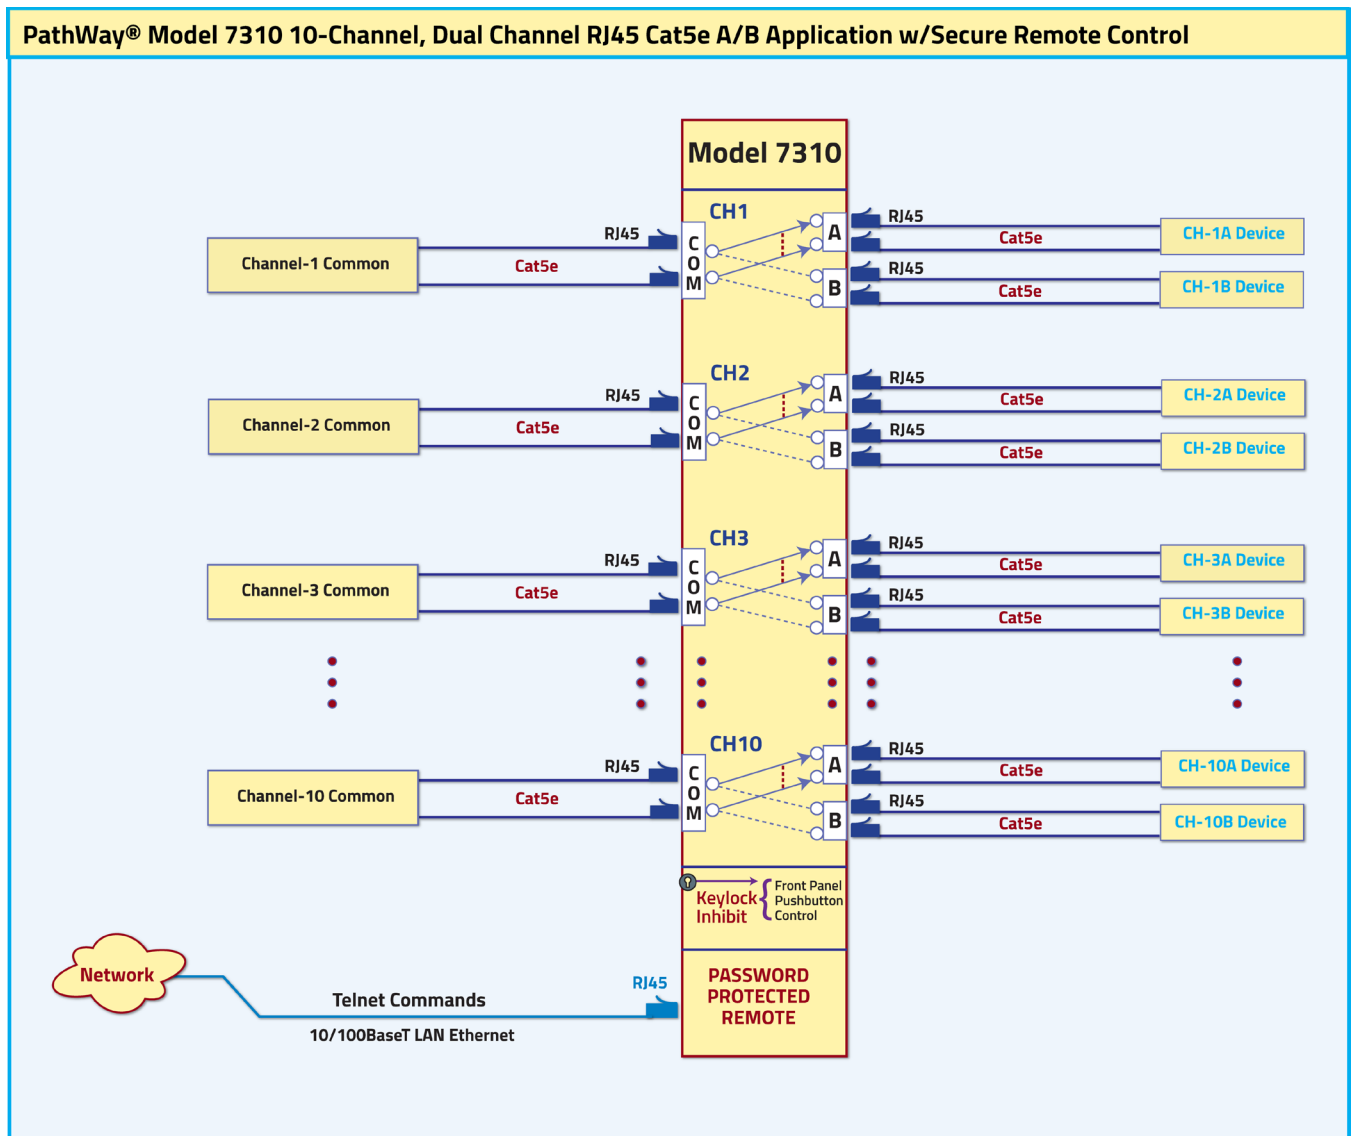 PathWay® Model 7310 10-Channel, Dual Channel RJ45 Cat5e A/B Application w/Secure Remote Control
Model 7310
CH1
Channel-1 Common
RJ45
Cat5e
C
O
M
A
B
RJ45
Cat5e
RJ45
Cat5e
CH-1A Device
CH-1B Device
CH2
Channel-2 Common
RJ45
Cat5e
C
O
M
A
B
RJ45
Cat5e
RJ45
Cat5e
CH-2A Device
CH-2B Device
CH3
Channel-3 Common
RJ45
Cat5e
C
O
M
A
B
RJ45
Cat5e
RJ45
Cat5e
CH-3A Device
CH-3B Device
CH10
Channel-10 Common
RJ45
Cat5e
C
O
M
A
B
RJ45
Cat5e
RJ45
Cat5e
CH-10A Device
CH-10B Device
Keylock
Inhibit
Front Panel
Pushbutton
Control
Network
Telnet Commands
10/100BaseT LAN Ethernet
RJ45
PASSWORD
PROTECTED
REMOTE